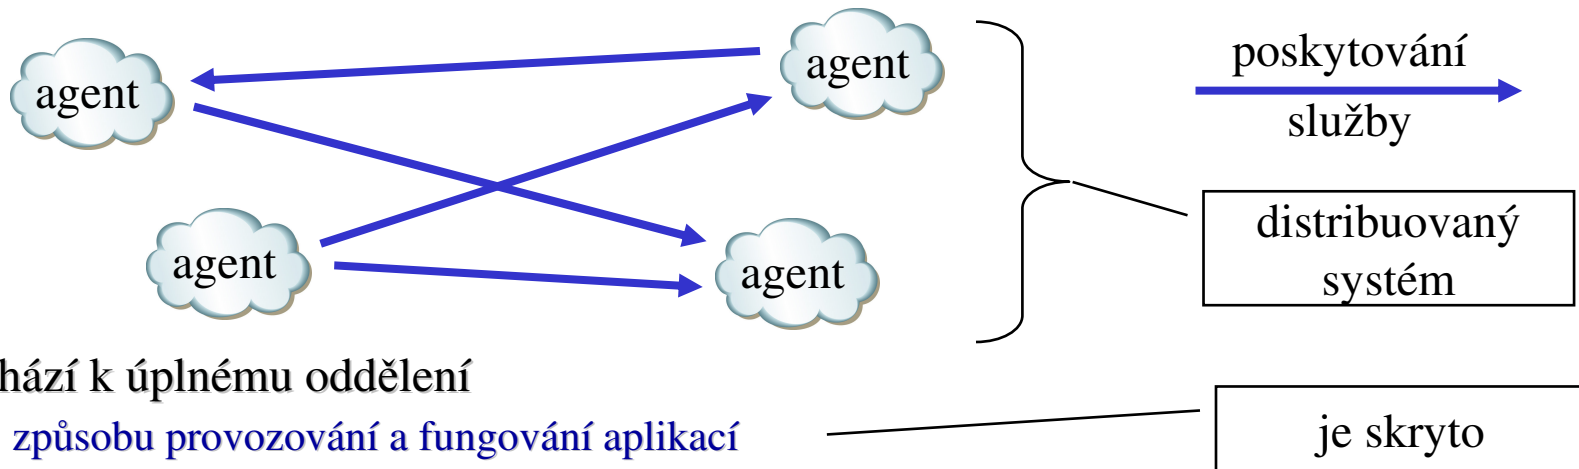 agent
agent
poskytování
služby
agent
agent
distribuovaný
systém
hází k úplnému oddělení
způsobu provozování a fungování aplikací
je skryto